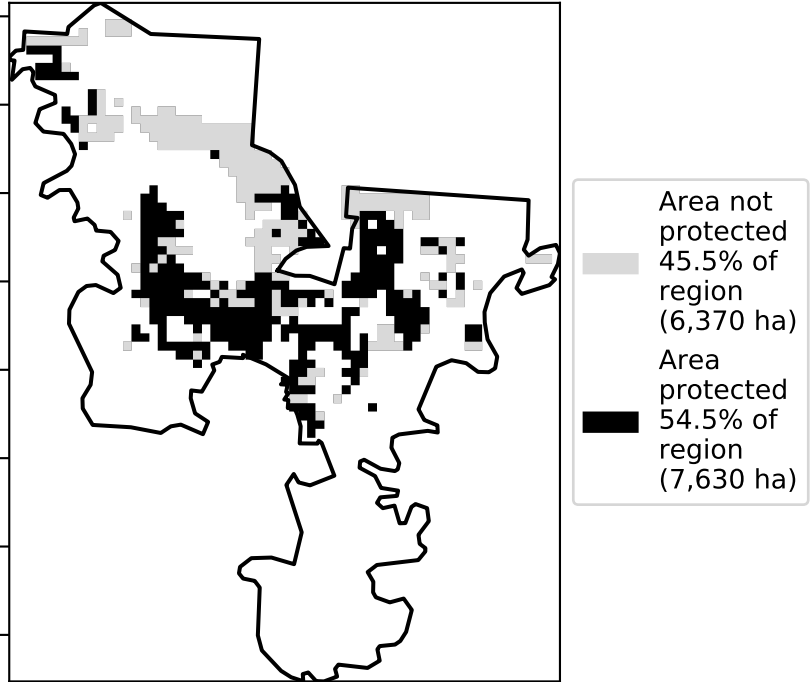 Area not
protected
45.5% of
region
(6,370 ha)
Area
protected
54.5% of
region
(7,630 ha)